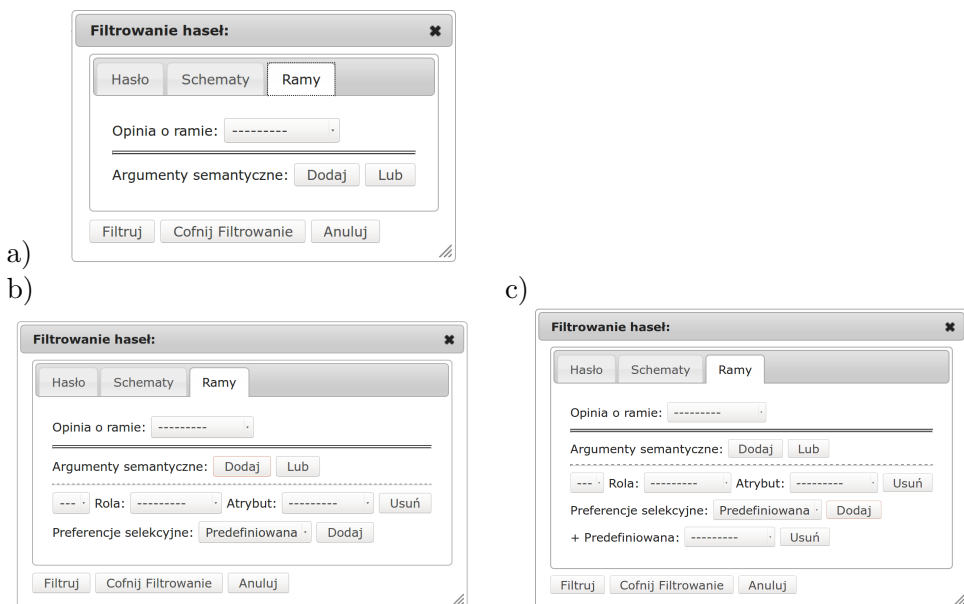 Filtrowanie haseł: ✖
Hasło Schematy Ramy
Opinia o ramie: ---------
Argumenty semantyczne: Dodaj Lub
Filtruj Cofnij Filtrowanie Anuluj
a)
b)
Filtrowanie haseł: ✖
Hasło Schematy Ramy
Opinia o ramie: ---------
Argumenty semantyczne: Dodaj Lub
--- Rola: --------- Atrybut: --------- Usuń
Preferencje selekcyjne: Predefiniowana Dodaj
Filtruj Cofnij Filtrowanie Anuluj
c)
Filtrowanie haseł: ✖
Hasło Schematy Ramy
Opinia o ramie: ---------
Argumenty semantyczne: Dodaj Lub
--- Rola: --------- Atrybut: --------- Usuń
Preferencje selekcyjne: Predefiniowana Dodaj
+ Predefiniowana: --------- Usuń
Filtruj Cofnij Filtrowanie Anuluj